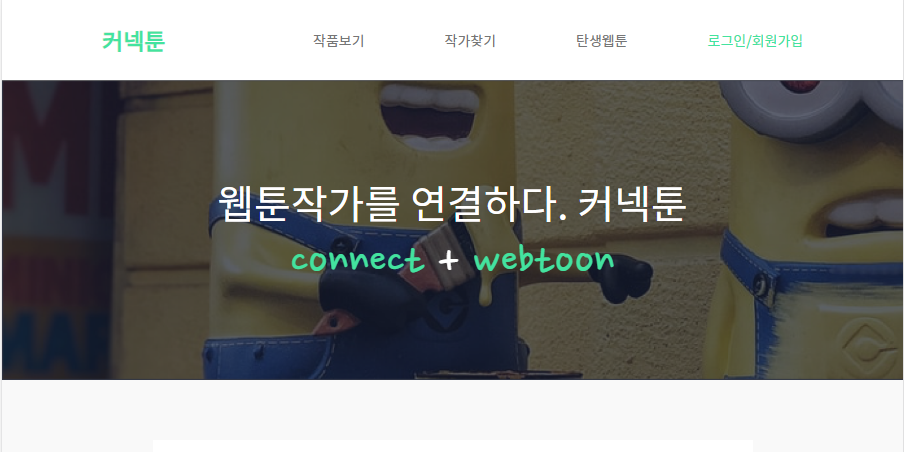 커넥툰
작품보기
작가찾기
탄생웹툰
로그인/회원가입
웹툰작가를 연결하다. 커넥툰
connect + webtoon